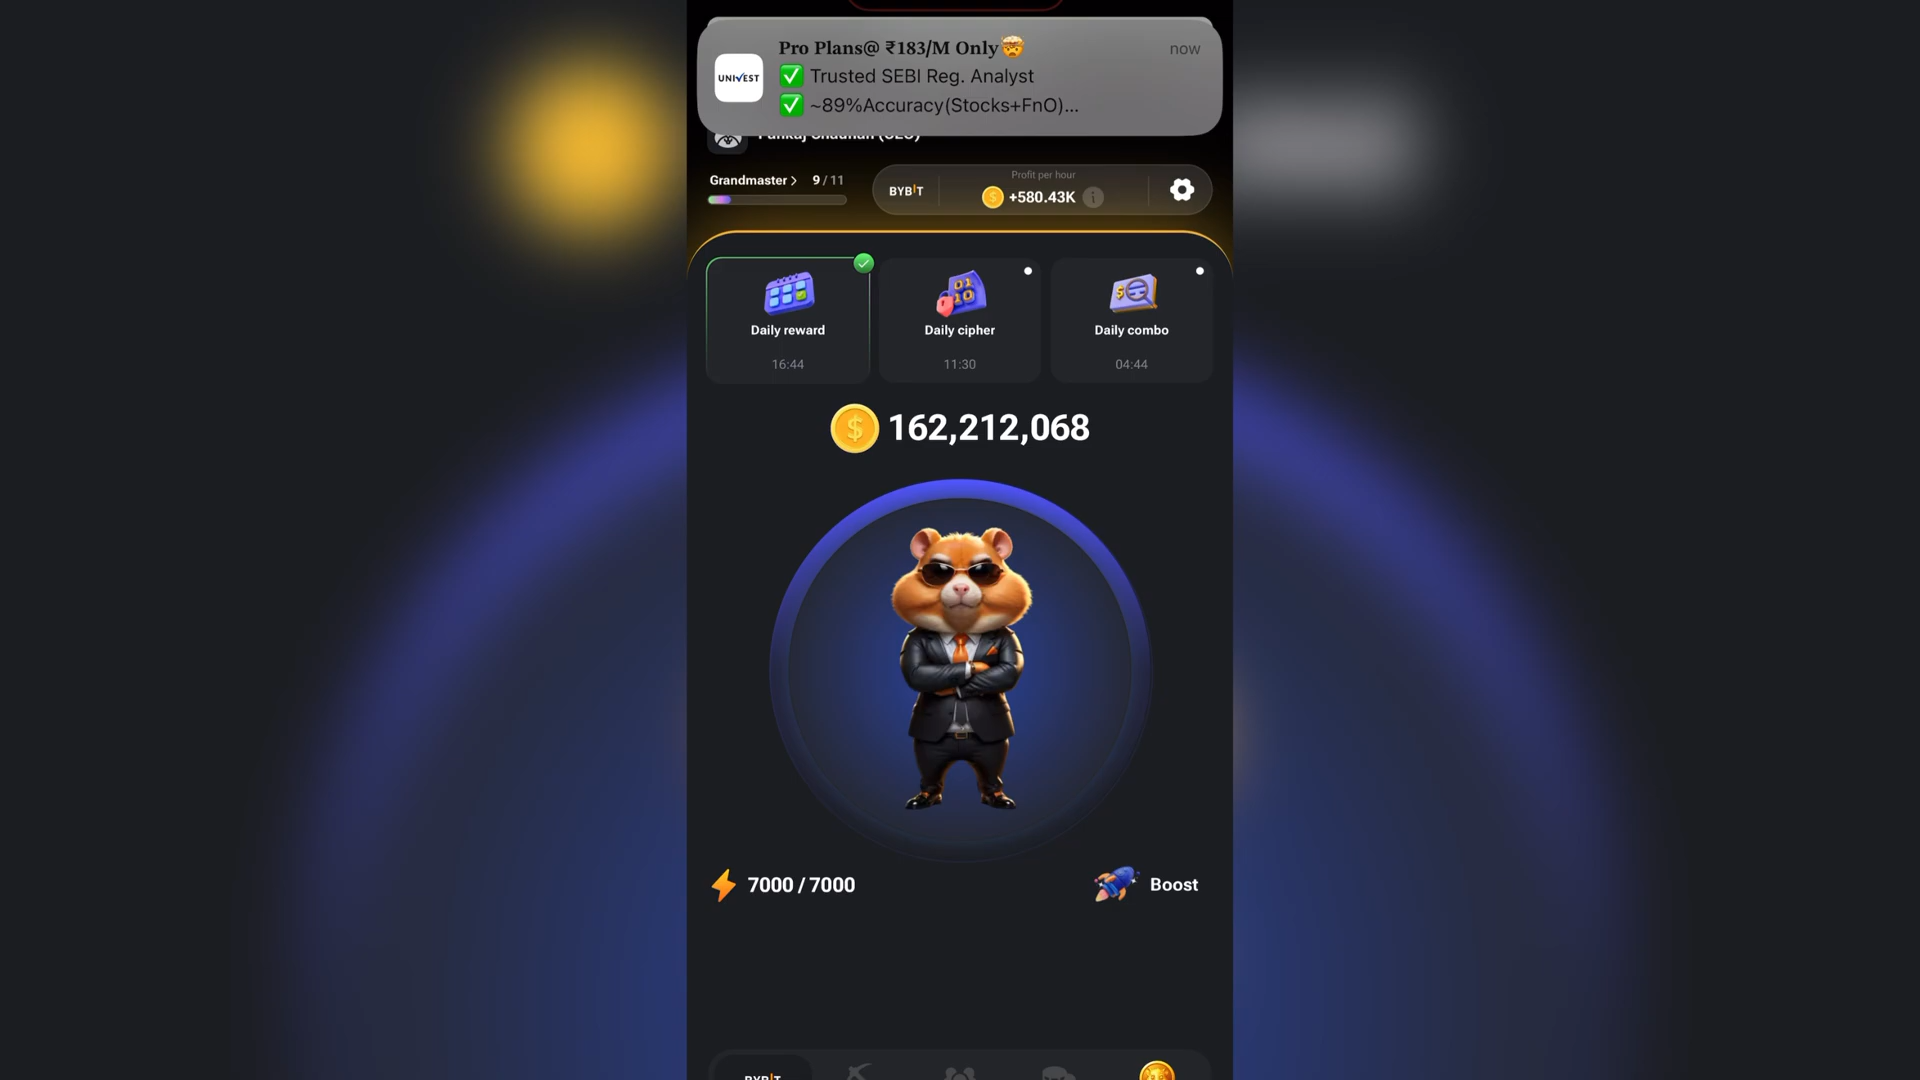 Pro Plans@ ₹183/M Only🤯
now
UNIVEST
✅ Trusted SEBI Reg. Analyst
✅ ~89%Accuracy(Stocks+FnO)...
Grandmaster > 9 / 11
BYBIT
Profit per hour
+580.43K
Daily reward
16:44
Daily cipher
11:30
Daily combo
04:44
162,212,068
7000 / 7000
Boost
BYBIT